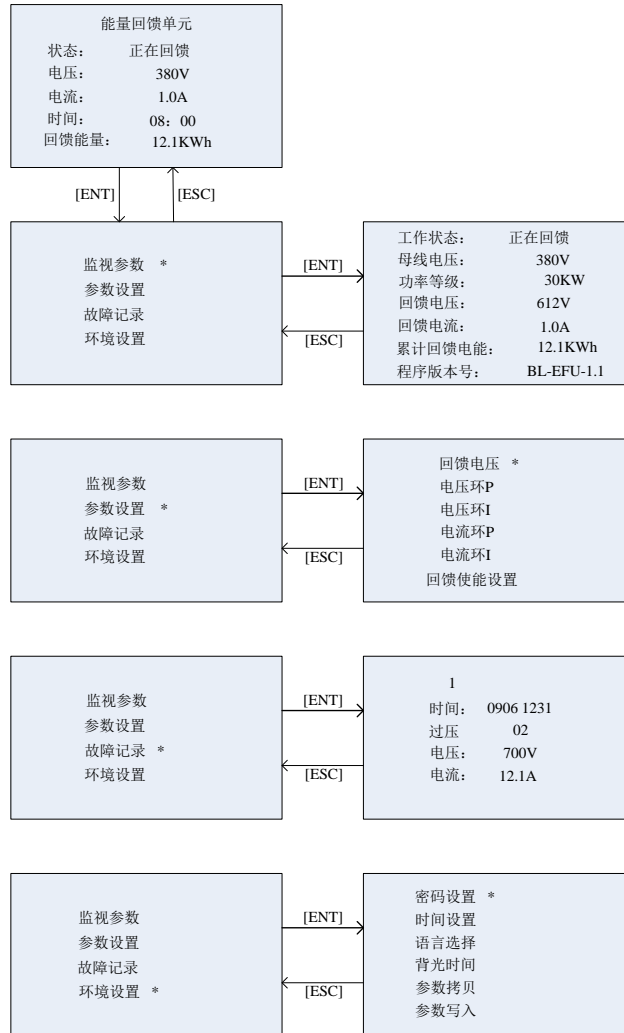 能量回馈单元
状态： 正在回馈
电压： 380V
电流： 1.0A
时间： 08：00
回馈能量： 12.1KWh
[ENT] [ESC]
监视参数 *
参数设置
故障记录
环境设置
[ENT]
[ESC]
工作状态： 正在回馈
母线电压： 380V
功率等级： 30KW
回馈电压： 612V
回馈电流： 1.0A
累计回馈电能： 12.1KWh
程序版本号： BL-EFU-1.1
监视参数
参数设置 *
故障记录
环境设置
[ENT]
[ESC]
回馈电压 *
电压环P
电压环I
电流环P
电流环I
回馈使能设置
监视参数
参数设置
故障记录 *
环境设置
[ENT]
[ESC]
1
时间： 0906 1231
过压 02
电压： 700V
电流： 12.1A
监视参数
参数设置
故障记录
环境设置 *
[ENT]
[ESC]
密码设置 *
时间设置
语言选择
背光时间
参数拷贝
参数写入